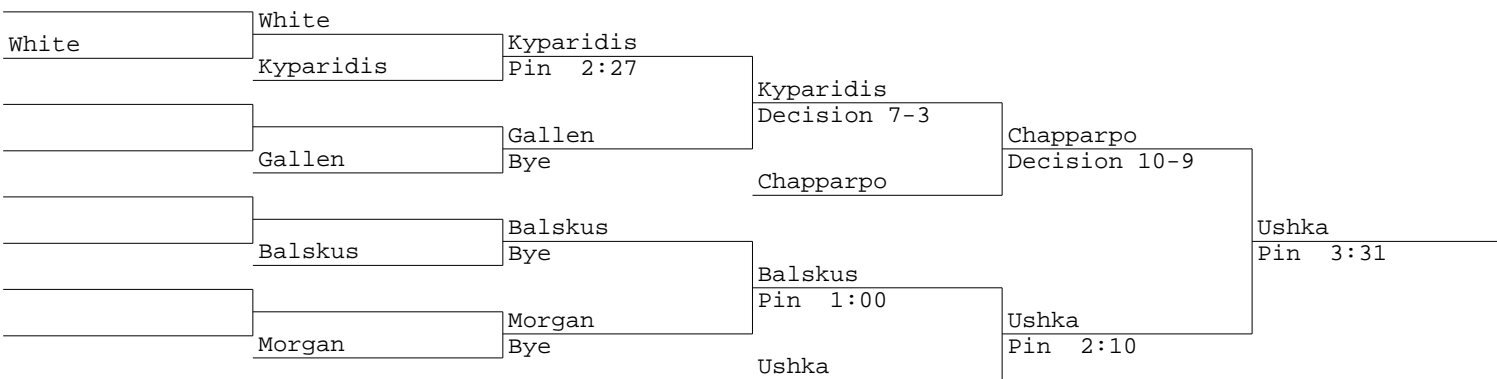 White
White
Kyparidis
Kyparidis
Pin 2:27
Kyparidis
Decision 7-3
Gallen
Gallen
Bye
Chapparpo
Chapparpo
Decision 10-9
Balskus
Balskus
Bye
Ushka
Pin 3:31
Balskus
Pin 1:00
Morgan
Morgan
Bye
Ushka
Ushka
Pin 2:10